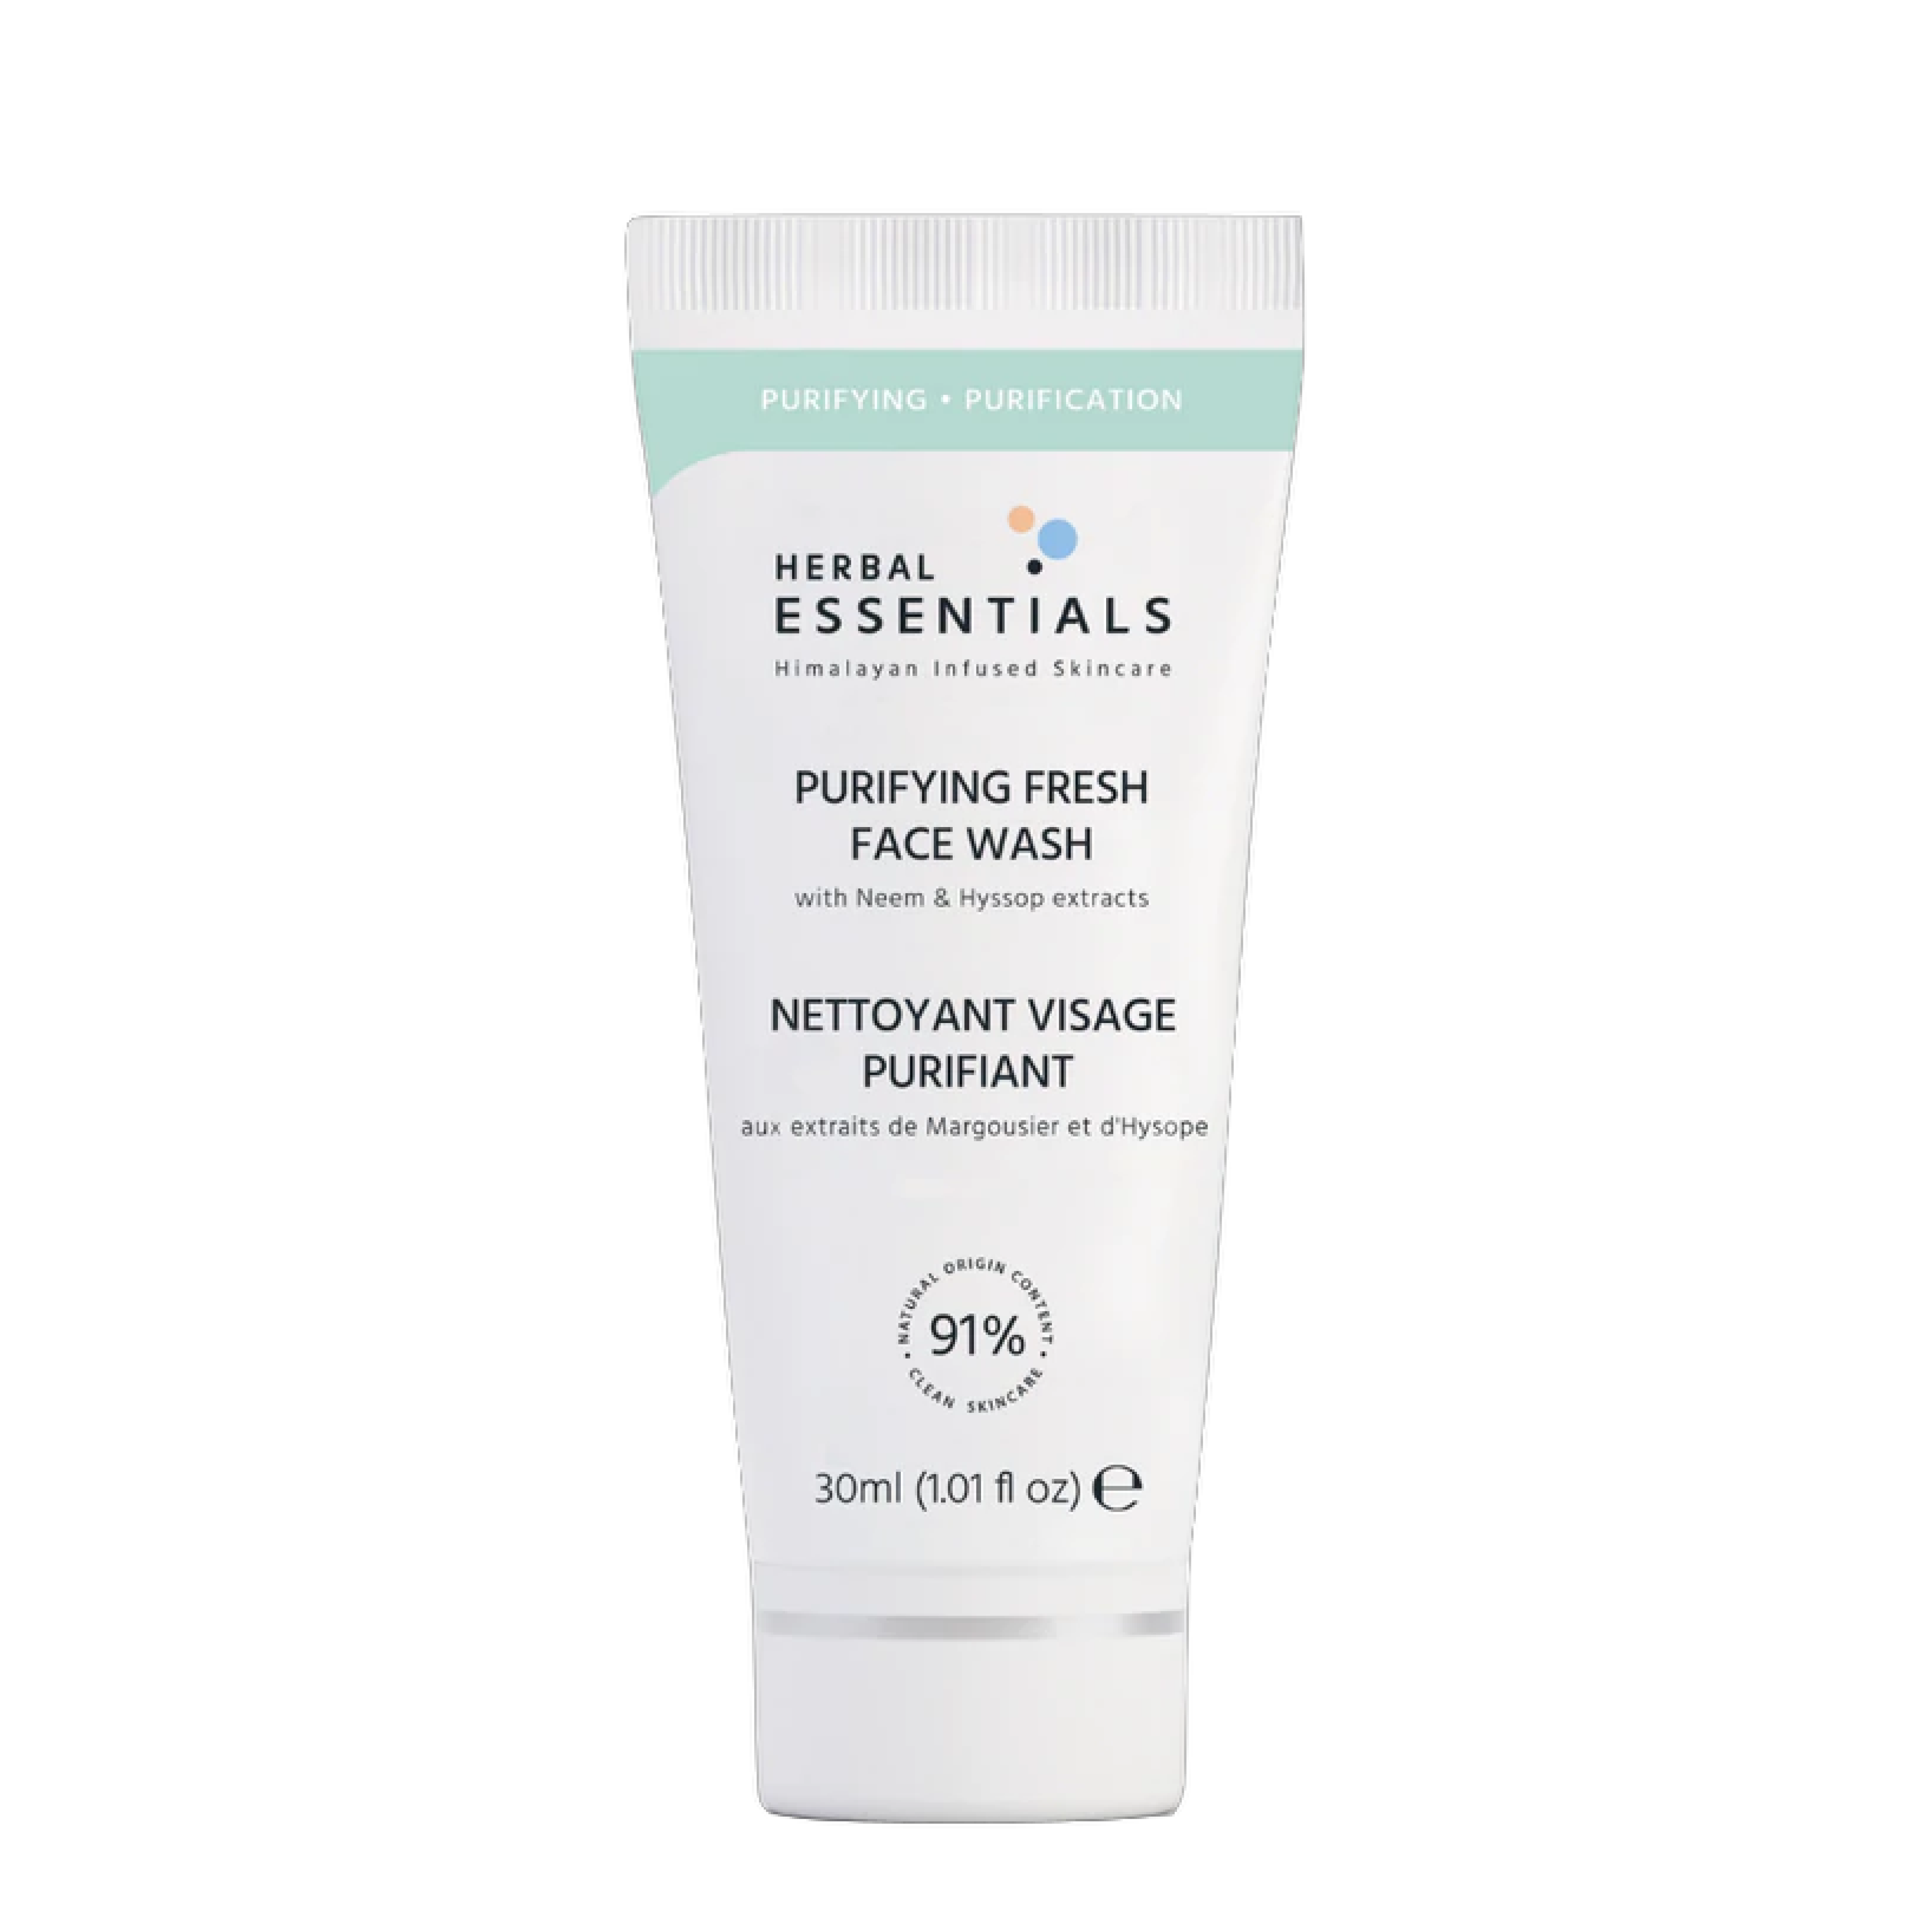 PURIFYING • PURIFICATION
HERBAL
ESSENTIALS
Himalayan Infused Skincare
PURIFYING FRESH
FACE WASH
with Neem & Hyssop extracts
NETTOYANT VISAGE
PURIFIANT
aux extraits de Margousier et d'Hysope
• NATURAL ORIGIN CONTENT •
91%
CLEAN SKINCARE
30ml (1.01 fl oz) ℮